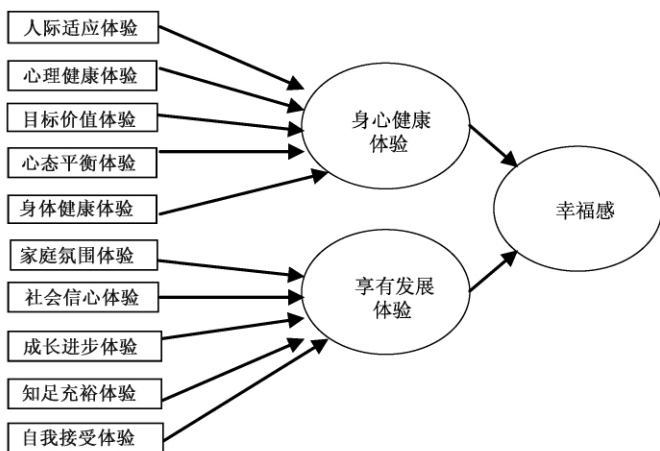 人际适应体验
心理健康体验
目标价值体验
心态平衡体验
身体健康体验
家庭氛围体验
社会信心体验
成长进步体验
知足充裕体验
自我接受体验
身心健康
体验
享有发展
体验
幸福感